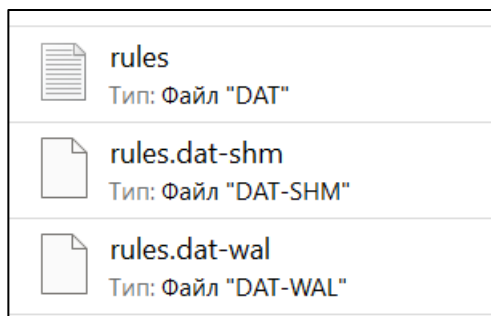 rules
Тип: Файл "DAT"
rules.dat-shm
Тип: Файл "DAT-SHM"
rules.dat-wal
Тип: Файл "DAT-WAL"